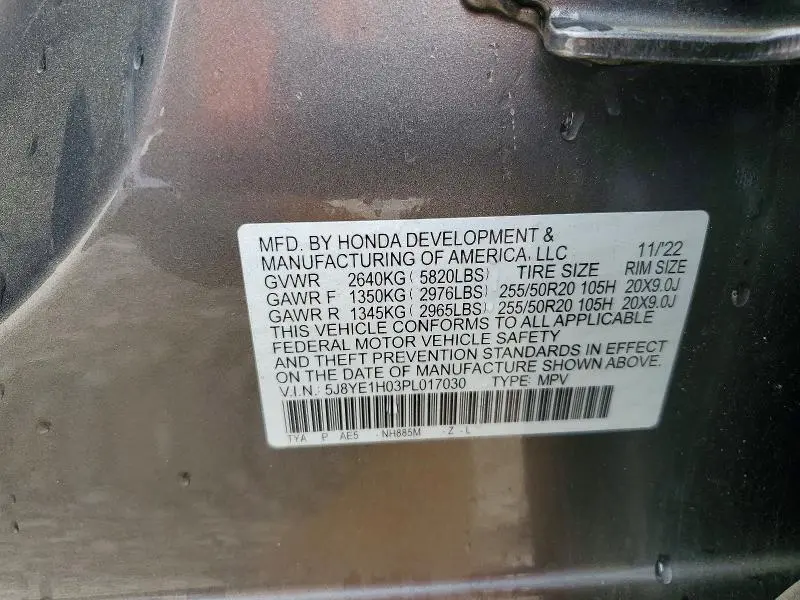 MFD. BY HONDA DEVELOPMENT &
MANUFACTURING OF AMERICA, LLC 11/'22
GVWR 2640KG ( 5820LBS) TIRE SIZE RIM SIZE
GAWR F 1350KG ( 2976LBS) 255/50R20 105H 20X9.0J
GAWR R 1345KG ( 2965LBS) 255/50R20 105H 20X9.0J
THIS VEHICLE CONFORMS TO ALL APPLICABLE
FEDERAL MOTOR VEHICLE SAFETY
AND THEFT PREVENTION STANDARDS IN EFFECT
ON THE DATE OF MANUFACTURE SHOWN ABOVE.
V.I.N.: 5J8YE1H03PL017030 TYPE: MPV
TYA P AE5 NH885M -Z-L